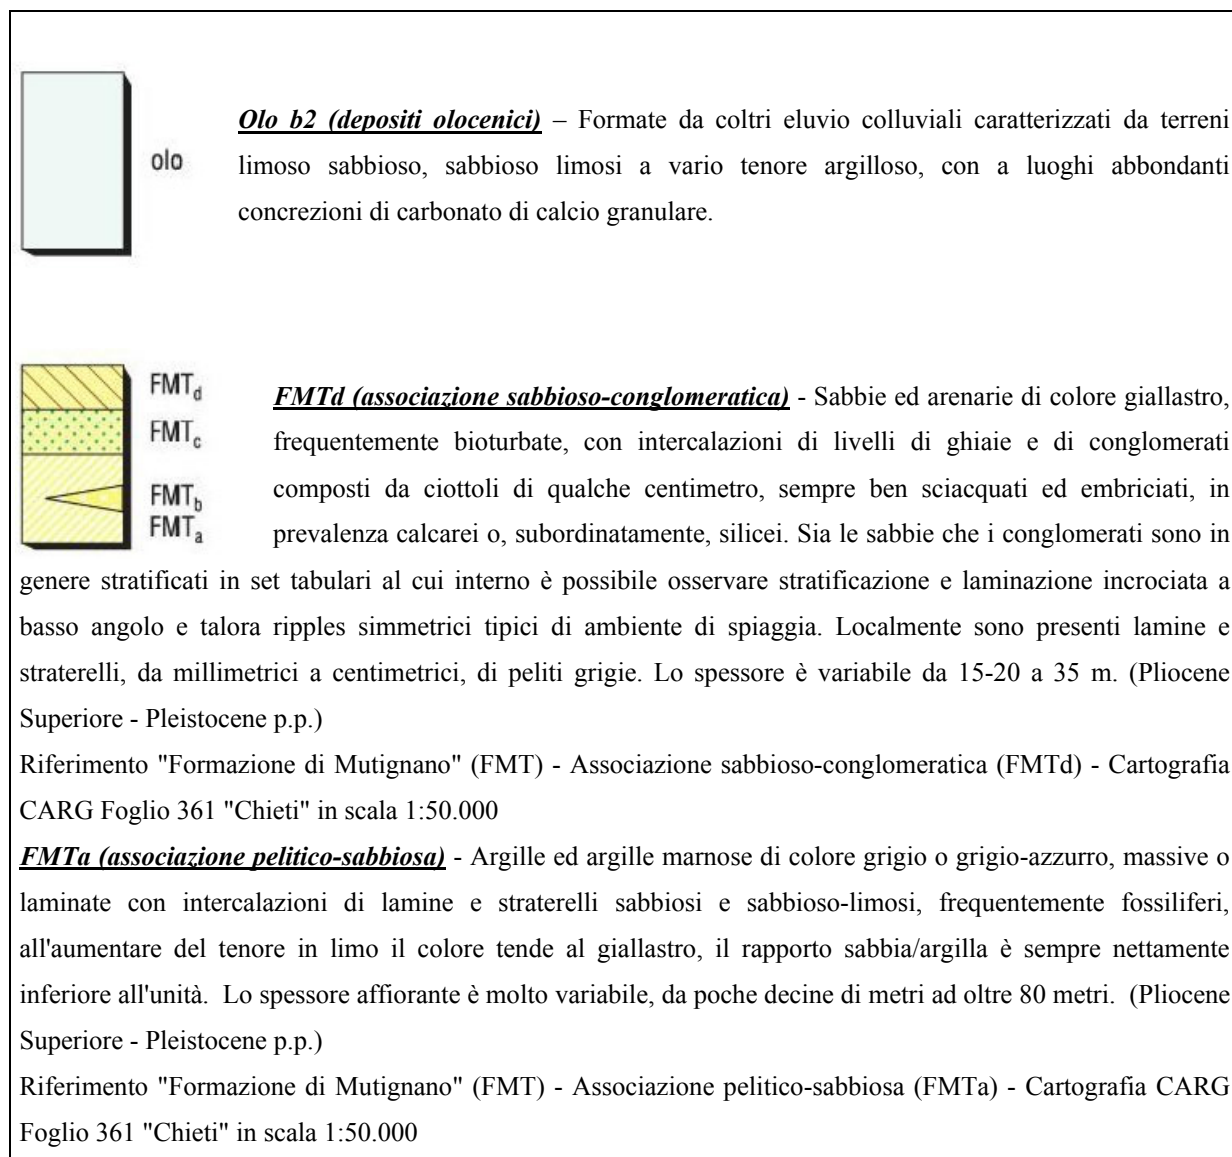 olo
Olo b2 (depositi olocenici) – Formate da coltri eluvio colluviali caratterizzati da terreni
limoso sabbioso, sabbioso limosi a vario tenore argilloso, con a luoghi abbondanti
concrezioni di carbonato di calcio granulare.
FMTd
FMTc
FMTb
FMTa
FMTd (associazione sabbioso-conglomeratica) - Sabbie ed arenarie di colore giallastro,
frequentemente bioturbate, con intercalazioni di livelli di ghiaie e di conglomerati
composti da ciottoli di qualche centimetro, sempre ben sciacquati ed embriciati, in
prevalenza calcarei o, subordinatamente, silicei. Sia le sabbie che i conglomerati sono in
genere stratificati in set tabulari al cui interno è possibile osservare stratificazione e laminazione incrociata a
basso angolo e talora ripples simmetrici tipici di ambiente di spiaggia. Localmente sono presenti lamine e
straterelli, da millimetrici a centimetrici, di peliti grigie. Lo spessore è variabile da 15-20 a 35 m. (Pliocene
Superiore - Pleistocene p.p.)
Riferimento "Formazione di Mutignano" (FMT) - Associazione sabbioso-conglomeratica (FMTd) - Cartografia
CARG Foglio 361 "Chieti" in scala 1:50.000
FMTa (associazione pelitico-sabbiosa) - Argille ed argille marnose di colore grigio o grigio-azzurro, massive o
laminate con intercalazioni di lamine e straterelli sabbiosi e sabbioso-limosi, frequentemente fossiliferi,
all'aumentare del tenore in limo il colore tende al giallastro, il rapporto sabbia/argilla è sempre nettamente
inferiore all'unità. Lo spessore affiorante è molto variabile, da poche decine di metri ad oltre 80 metri. (Pliocene
Superiore - Pleistocene p.p.)
Riferimento "Formazione di Mutignano" (FMT) - Associazione pelitico-sabbiosa (FMTa) - Cartografia CARG
Foglio 361 "Chieti" in scala 1:50.000